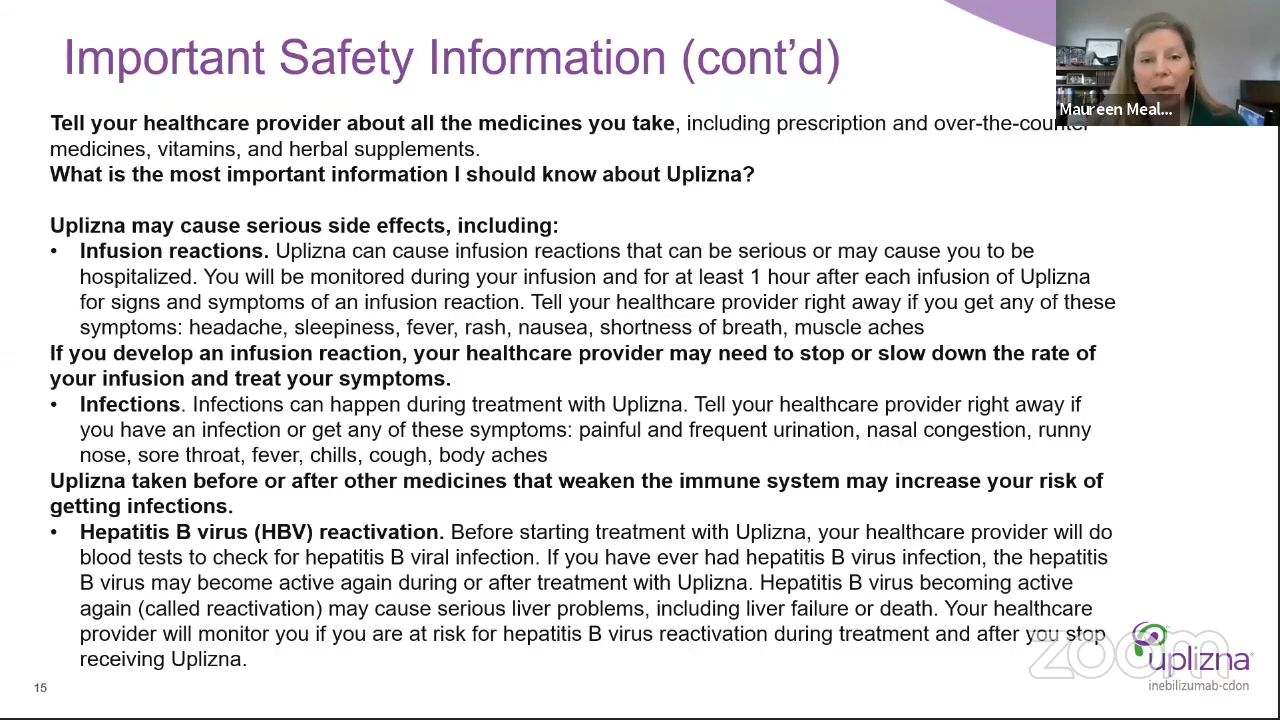 Important Safety Information (cont’d)
Maureen Meal...
Tell your healthcare provider about all the medicines you take, including prescription and over-the-counter
medicines, vitamins, and herbal supplements.
What is the most important information I should know about Uplizna?
Uplizna may cause serious side effects, including:
• Infusion reactions. Uplizna can cause infusion reactions that can be serious or may cause you to be
hospitalized. You will be monitored during your infusion and for at least 1 hour after each infusion of Uplizna
for signs and symptoms of an infusion reaction. Tell your healthcare provider right away if you get any of these
symptoms: headache, sleepiness, fever, rash, nausea, shortness of breath, muscle aches
If you develop an infusion reaction, your healthcare provider may need to stop or slow down the rate of
your infusion and treat your symptoms.
• Infections. Infections can happen during treatment with Uplizna. Tell your healthcare provider right away if
you have an infection or get any of these symptoms: painful and frequent urination, nasal congestion, runny
nose, sore throat, fever, chills, cough, body aches
Uplizna taken before or after other medicines that weaken the immune system may increase your risk of
getting infections.
• Hepatitis B virus (HBV) reactivation. Before starting treatment with Uplizna, your healthcare provider will do
blood tests to check for hepatitis B viral infection. If you have ever had hepatitis B virus infection, the hepatitis
B virus may become active again during or after treatment with Uplizna. Hepatitis B virus becoming active
again (called reactivation) may cause serious liver problems, including liver failure or death. Your healthcare
provider will monitor you if you are at risk for hepatitis B virus reactivation during treatment and after you stop
receiving Uplizna.
zoom
uplizna
inebilizumab-cdon
15